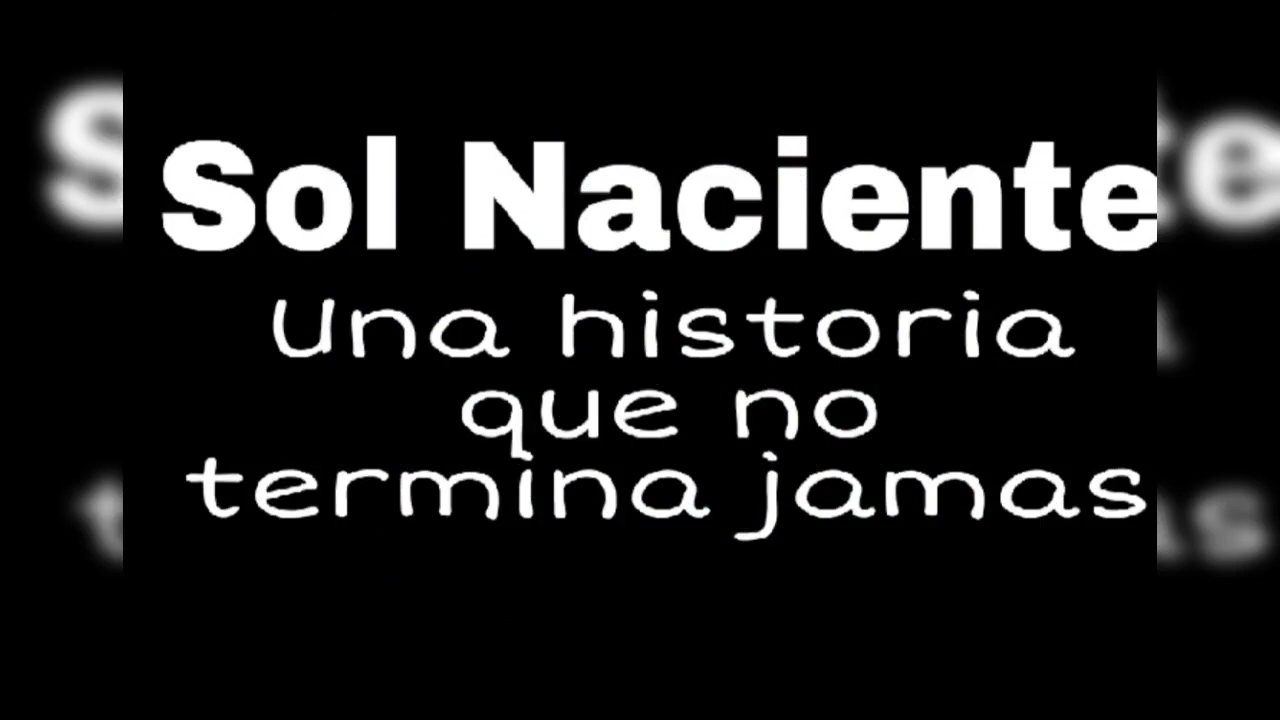 Sol Naciente
Una historia
que no
termina jamas